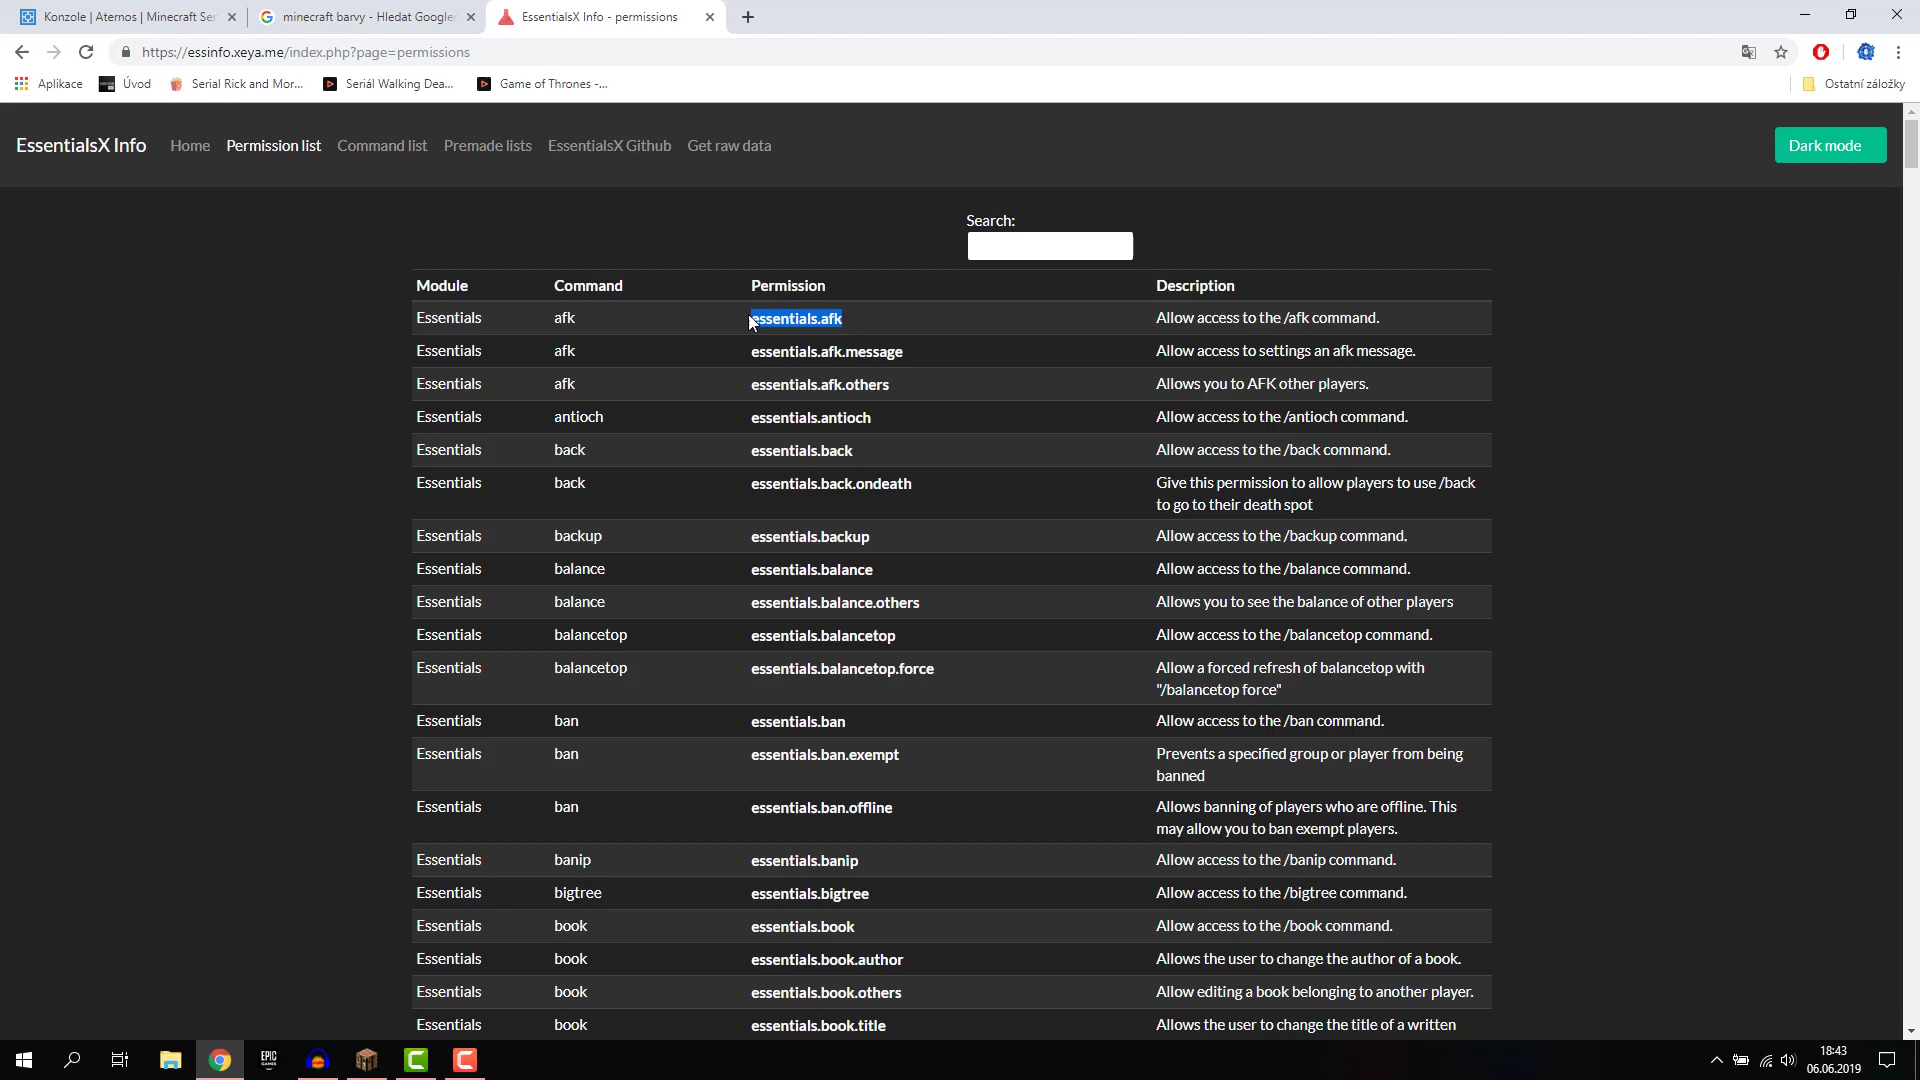 Konzole | Aternos | Minecraft Ser
minecraft barvy - Hledat Google
EssentialsX Info - permissions
https://essinfo.xeya.me/index.php?page=permissions
Aplikace
Úvod
Serial Rick and Mor...
Seriál Walking Dea...
Game of Thrones -...
Ostatní záložky
EssentialsX Info
Home
Permission list
Command list
Premade lists
EssentialsX Github
Get raw data
Dark mode
Search:
Module Command Permission Description
Essentials afk essentials.afk Allow access to the /afk command.
Essentials afk essentials.afk.message Allow access to settings an afk message.
Essentials afk essentials.afk.others Allows you to AFK other players.
Essentials antioch essentials.antioch Allow access to the /antioch command.
Essentials back essentials.back Allow access to the /back command.
Essentials back essentials.back.ondeath Give this permission to allow players to use /back
to go to their death spot
Essentials backup essentials.backup Allow access to the /backup command.
Essentials balance essentials.balance Allow access to the /balance command.
Essentials balance essentials.balance.others Allows you to see the balance of other players
Essentials balancetop essentials.balancetop Allow access to the /balancetop command.
Essentials balancetop essentials.balancetop.force Allow a forced refresh of balancetop with
"/balancetop force"
Essentials ban essentials.ban Allow access to the /ban command.
Essentials ban essentials.ban.exempt Prevents a specified group or player from being
banned
Essentials ban essentials.ban.offline Allows banning of players who are offline. This
may allow you to ban exempt players.
Essentials banip essentials.banip Allow access to the /banip command.
Essentials bigtree essentials.bigtree Allow access to the /bigtree command.
Essentials book essentials.book Allow access to the /book command.
Essentials book essentials.book.author Allows the user to change the author of a book.
Essentials book essentials.book.others Allow editing a book belonging to another player.
Essentials book essentials.book.title Allows the user to change the title of a written
EPIC
GAMES
18:43
06.06.2019